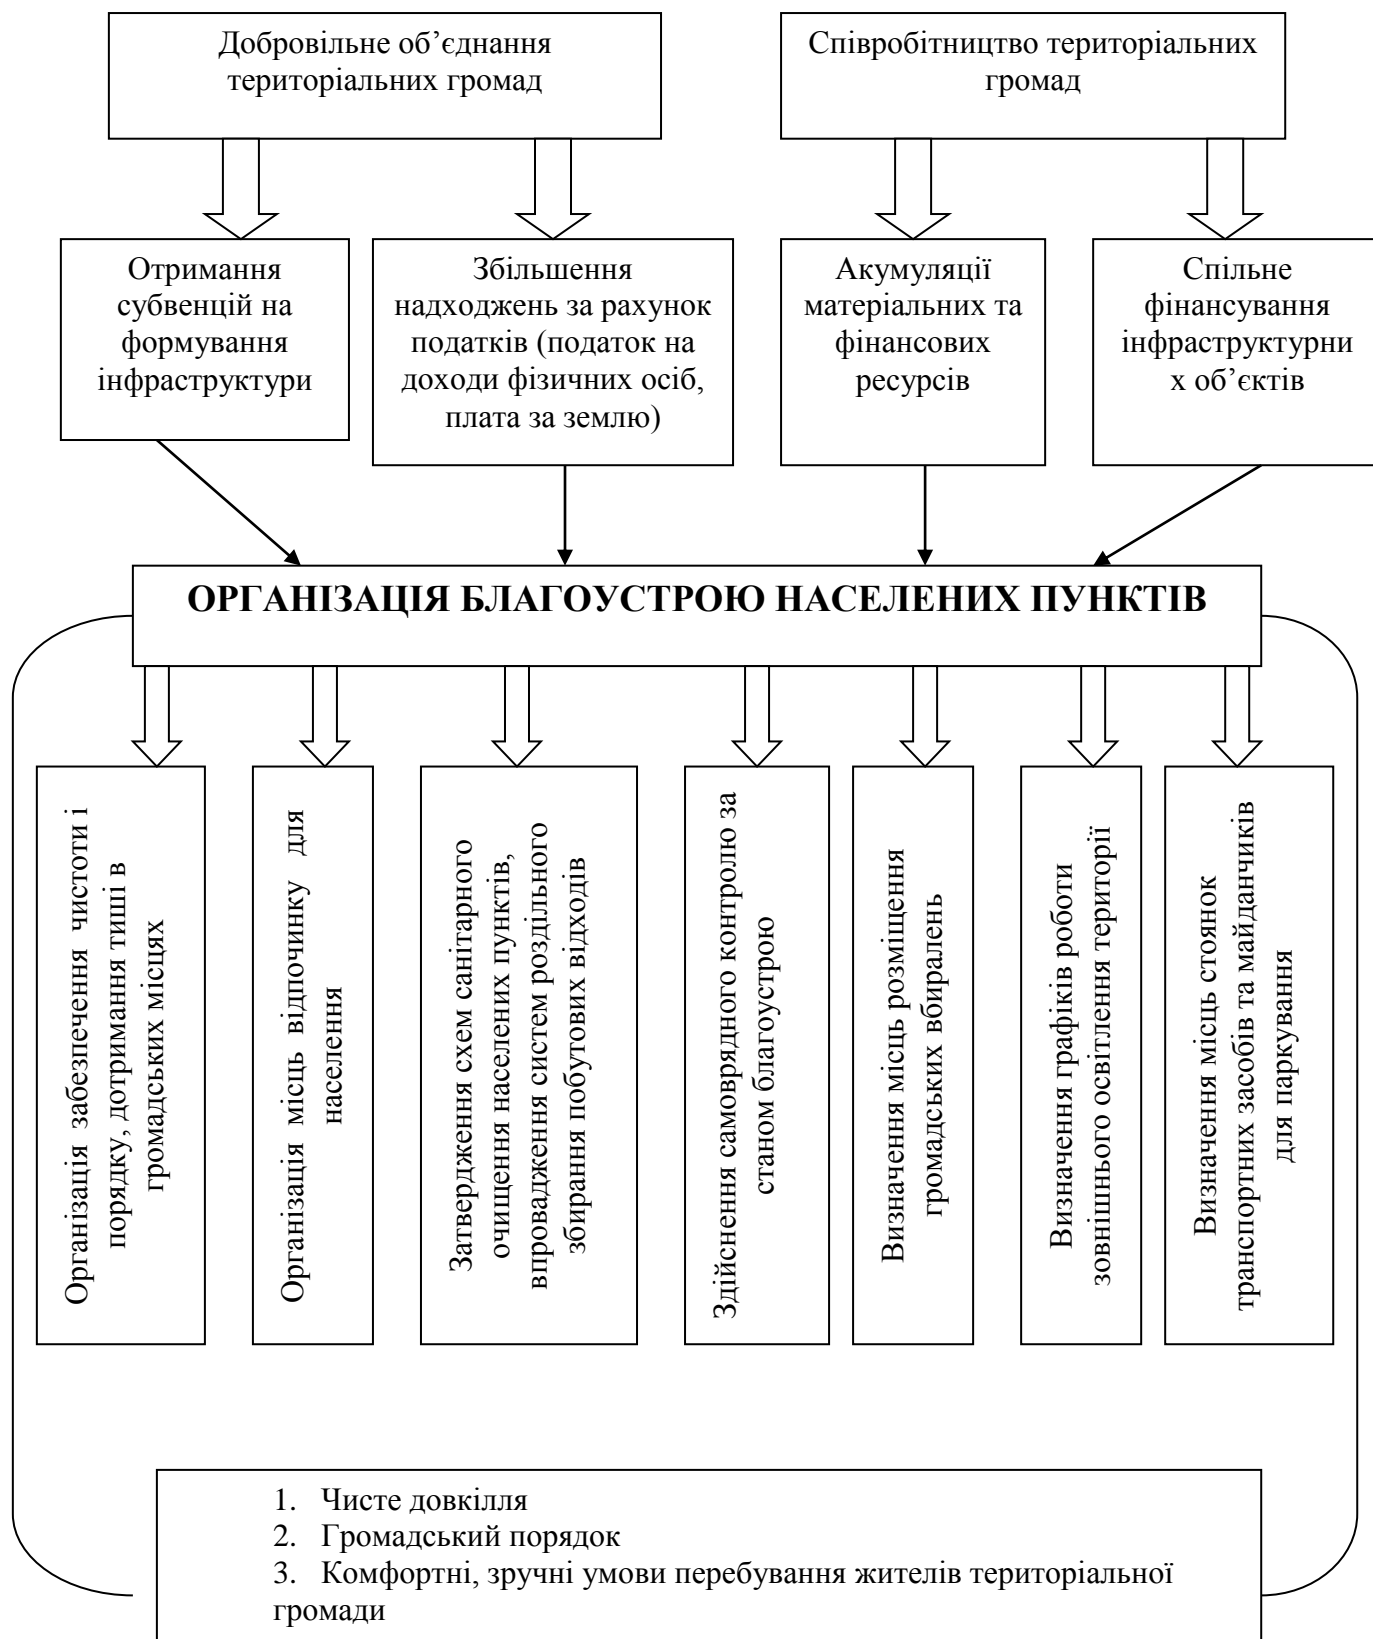 Добровільне об’єднання
територіальних громад
Співробітництво територіальних
громад
Отримання
субвенцій на
формування
інфраструктури
Збільшення
надходжень за рахунок
податків (податок на
доходи фізичних осіб,
плата за землю)
Акумуляції
матеріальних та
фінансових
ресурсів
Спільне
фінансування
інфраструктурни
х об’єктів
ОРГАНІЗАЦІЯ БЛАГОУСТРОЮ НАСЕЛЕНИХ ПУНКТІВ
Організація забезпечення чистоти і
порядку, дотримання тиші в
громадських місцях
Організація місць відпочинку для
населення
Затвердження схем санітарного
очищення населених пунктів,
впровадження систем роздільного
збирання побутових відходів
Здійснення самоврядного контролю за
станом благоустрою
Визначення місць розміщення
громадських вбиралень
Визначення графіків роботи
зовнішнього освітлення території
Визначення місць стоянок
транспортних засобів та майданчиків
для паркування
1. Чисте довкілля
2. Громадський порядок
3. Комфортні, зручні умови перебування жителів територіальної
громади